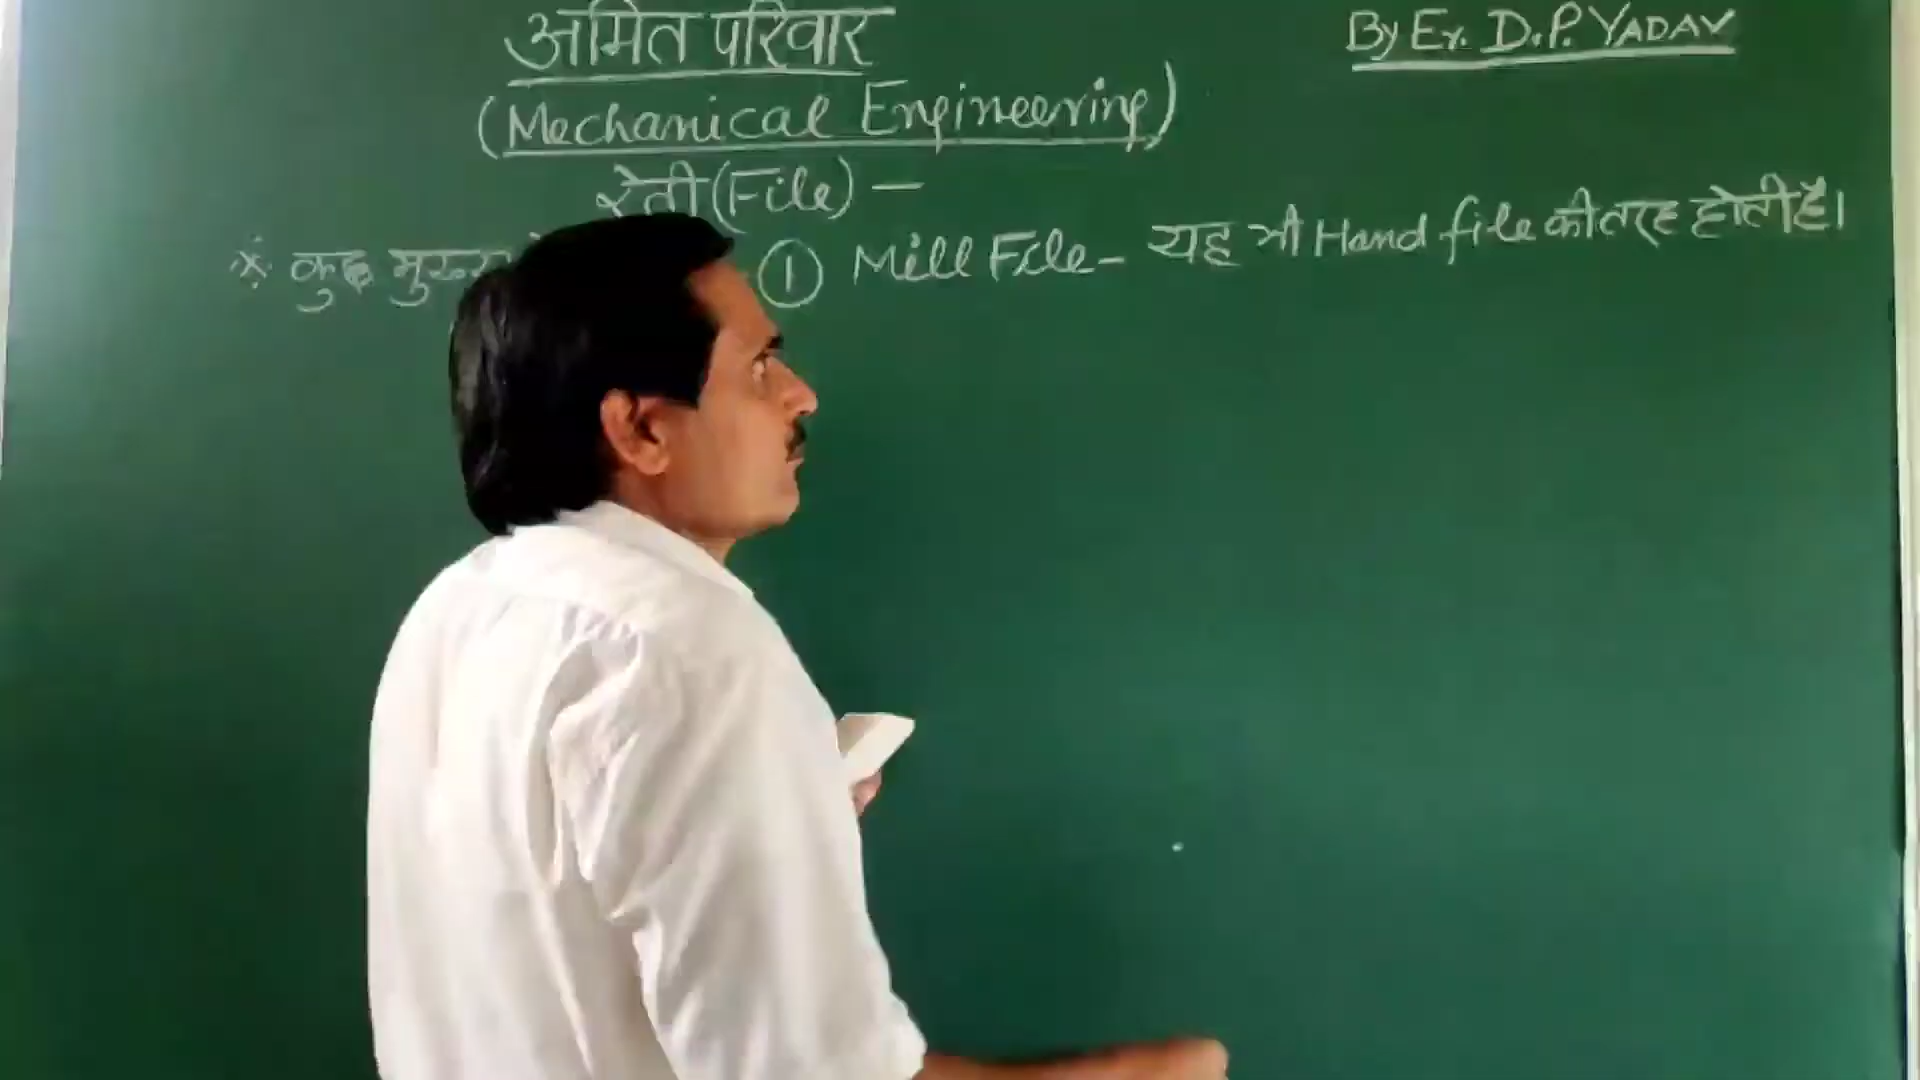 अमित परिवार
By Er. D.P. YADAV
(Mechanical Engineering)
रेती (File) —
* कुछ मुख्य
① Mill File - यह भी Hand file की तरह होती है।